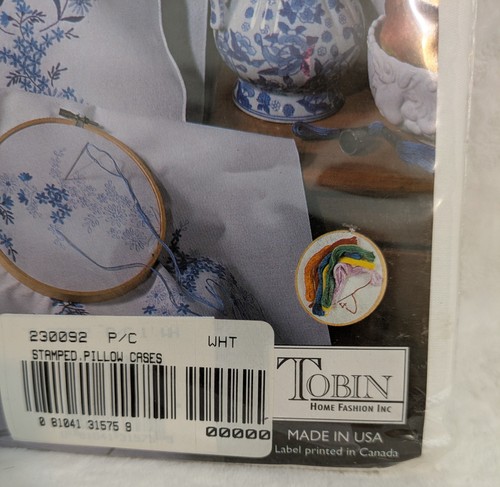 230092 P/C WHT
STAMPED.PILLOW CASES
0 81041 31575 8
00000
TOBIN
HOME FASHION INC
MADE IN USA
Label printed in Canada